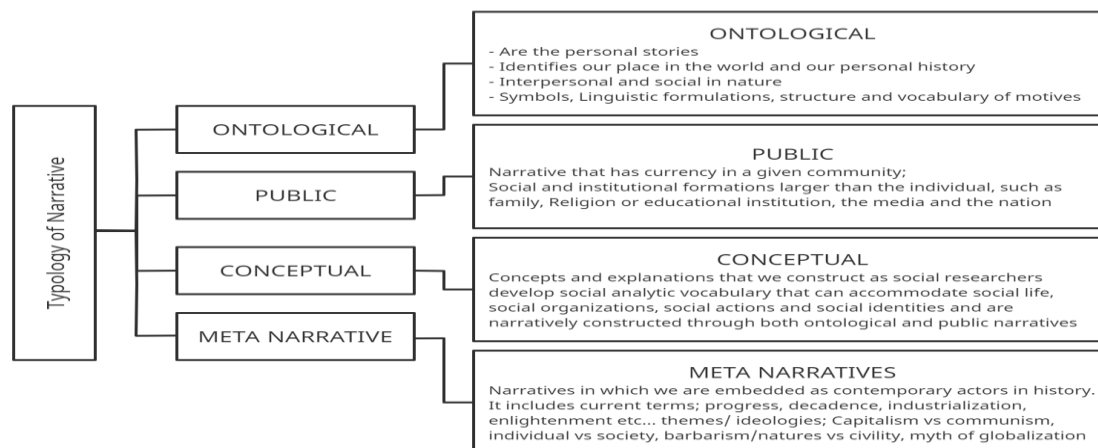 Typology of Narrative
ONTOLOGICAL
PUBLIC
CONCEPTUAL
META NARRATIVE
ONTOLOGICAL
- Are the personal stories
- Identifies our place in the world and our personal history
- Interpersonal and social in nature
- Symbols, Linguistic formulations, structure and vocabulary of motives
PUBLIC
Narrative that has currency in a given community;
Social and institutional formations larger than the individual, such as
family, Religion or educational institution, the media and the nation
CONCEPTUAL
Concepts and explanations that we construct as social researchers
develop social analytic vocabulary that can accommodate social life,
social organizations, social actions and social identities and are
narratively constructed through both ontological and public narratives
META NARRATIVES
Narratives in which we are embedded as contemporary actors in history.
It includes current terms; progress, decadence, industrialization,
enlightenment etc... themes/ ideologies; Capitalism vs communism,
individual vs society, barbarism/natures vs civility, myth of globalization